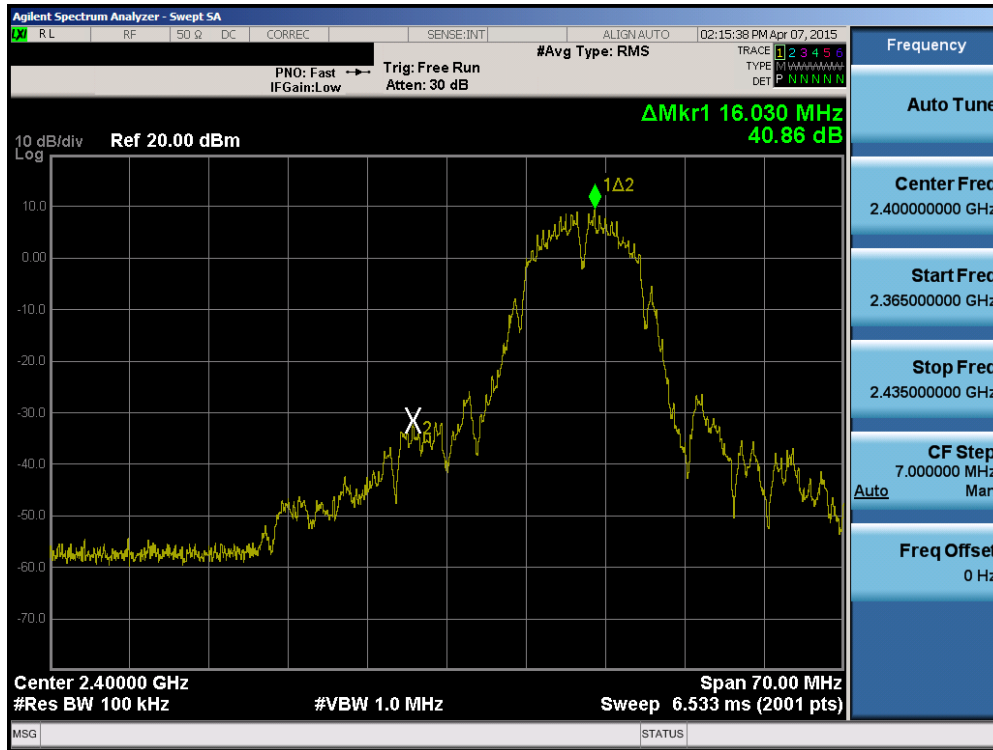 Agilent Spectrum Analyzer - Swept SA
LXI RL RF 50 Ω DC CORREC SENSE:INT ALIGN AUTO 02:15:38 PM Apr 07, 2015
PNO: Fast Trig: Free Run #Avg Type: RMS TRACE 1 2 3 4 5 6
IFGain:Low Atten: 30 dB TYPE M W W W W W
DET P N N N N N
ΔMkr1 16.030 MHz
40.86 dB
10 dB/div Ref 20.00 dBm
Log
1Δ2
10.0
0.00
-10.0
-20.0
-30.0
X2
-40.0
-50.0
-60.0
-70.0
Center 2.40000 GHz Span 70.00 MHz
#Res BW 100 kHz #VBW 1.0 MHz Sweep 6.533 ms (2001 pts)
MSG STATUS
Frequency
Auto Tune
Center Freq
2.400000000 GHz
Start Freq
2.365000000 GHz
Stop Freq
2.435000000 GHz
CF Step
7.000000 MHz
Auto Man
Freq Offset
0 Hz